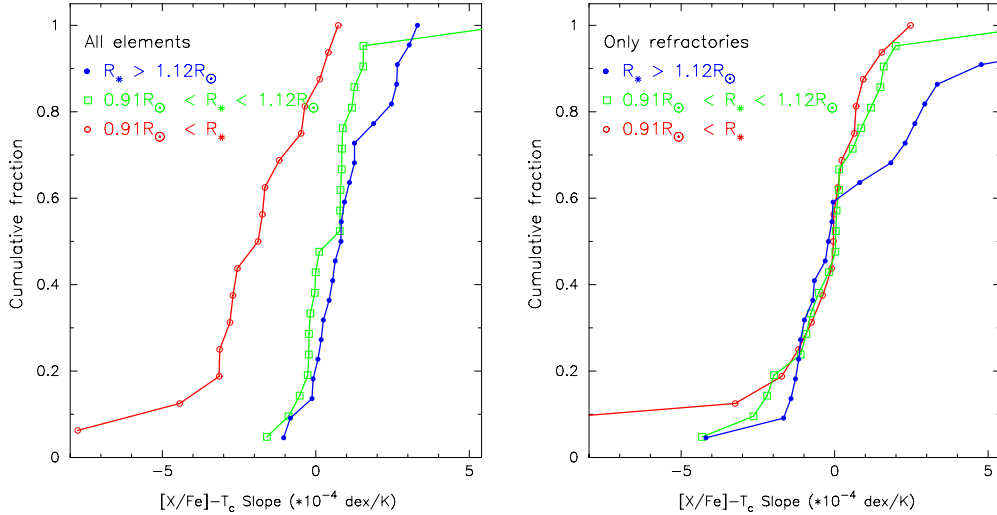 All elements
R* > 1.12R⊙
0.91R⊙ < R* < 1.12R⊙
0.91R⊙ < R*
Cumulative fraction
1
0.8
0.6
0.4
0.2
0
−5
0
5
[X/Fe]−Tc Slope (*10−4 dex/K)
Only refractories
R* > 1.12R⊙
0.91R⊙ < R* < 1.12R⊙
0.91R⊙ < R*
Cumulative fraction
1
0.8
0.6
0.4
0.2
0
−5
0
5
[X/Fe]−Tc Slope (*10−4 dex/K)